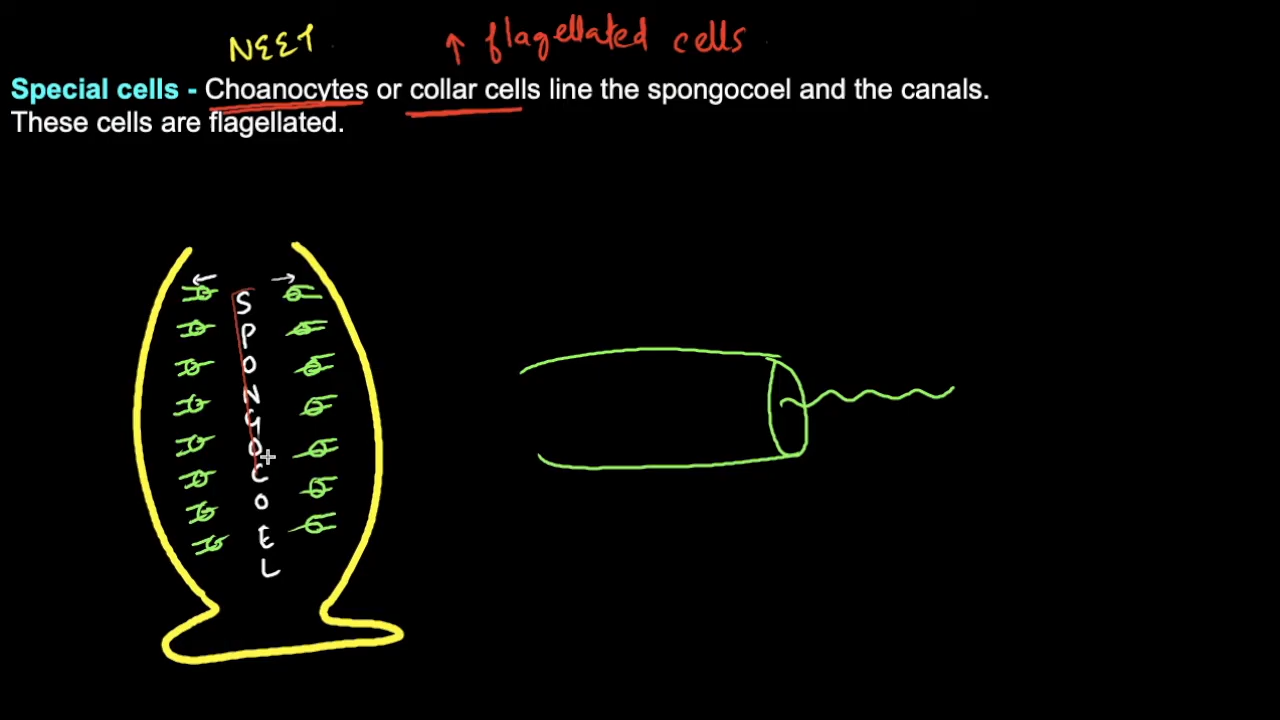 NEET
↑ flagellated cells
Special cells - Choanocytes or collar cells line the spongocoel and the canals.
These cells are flagellated.
S
P
O
N
G
O
C
O
E
L